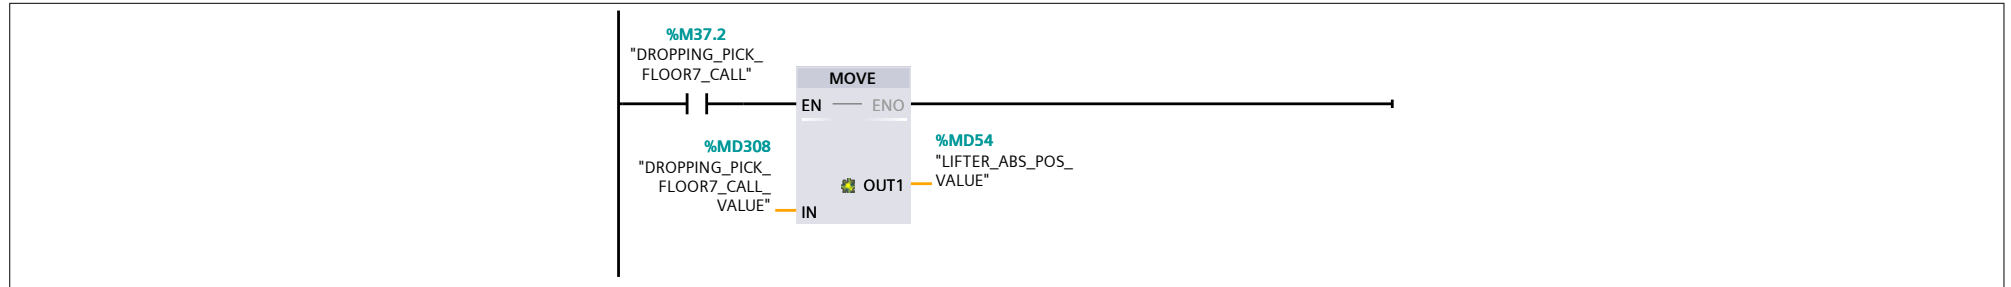 %M37.2
"DROPPING_PICK_
FLOOR7_CALL"
MOVE
EN
ENO
%MD308
"DROPPING_PICK_
FLOOR7_CALL_
VALUE"
IN
%MD54
"LIFTER_ABS_POS_
VALUE"
OUT1